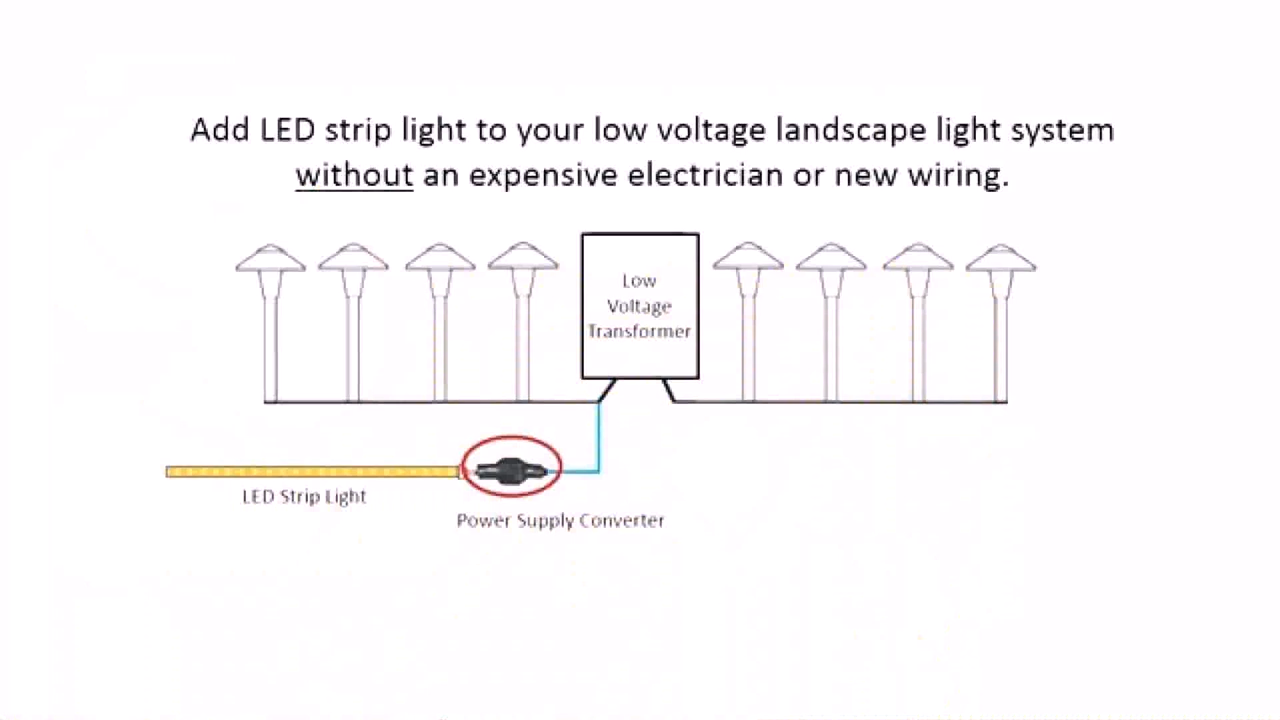 Add LED strip light to your low voltage landscape light system
without an expensive electrician or new wiring.
Low
Voltage
Transformer
LED Strip Light
Power Supply Converter